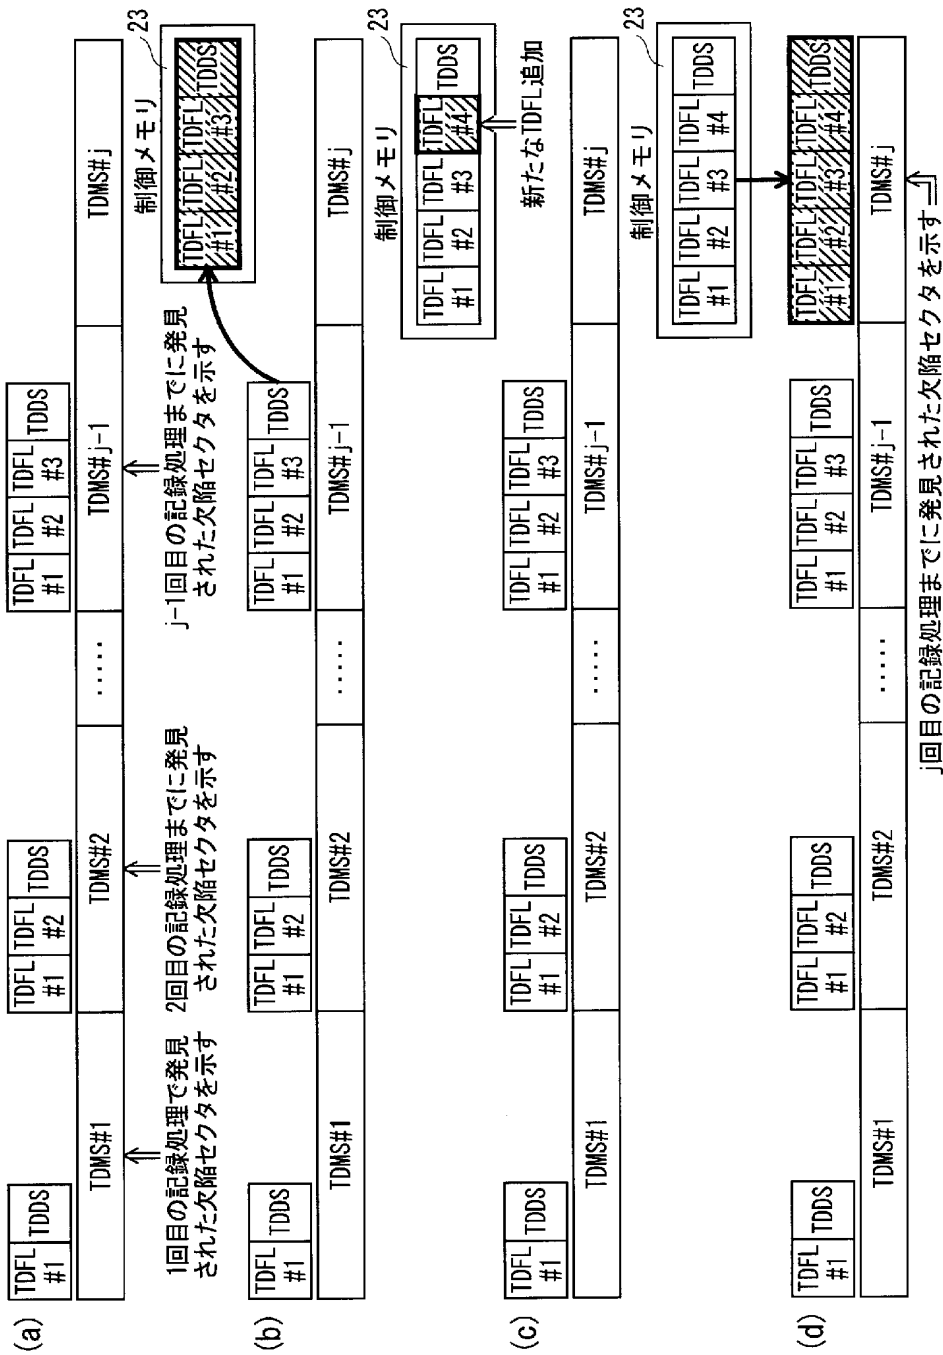 (a)
TDFL #1
TDDS
TDFL #1
TDFL #2
TDDS
TDFL #1
TDFL #2
TDFL #3
TDDS
TDMS#1
TDMS#2
.....
TDMS#j-1
TDMS#j
1回目の記録処理で発見
された欠陥セクタを示す
2回目の記録処理までに発見
された欠陥セクタを示す
j-1回目の記録処理までに発見
された欠陥セクタを示す
(b)
制御メモリ
23
TDFL #1
TDFL #2
TDFL #3
TDDS
TDFL #1
TDDS
TDFL #1
TDFL #2
TDDS
TDFL #1
TDFL #2
TDFL #3
TDDS
TDMS#1
TDMS#2
.....
TDMS#j-1
TDMS#j
(c)
制御メモリ
23
TDFL #1
TDFL #2
TDFL #3
TDFL #4
TDDS
新たなTDFL追加
TDFL #1
TDDS
TDFL #1
TDFL #2
TDDS
TDFL #1
TDFL #2
TDFL #3
TDDS
TDMS#1
TDMS#2
.....
TDMS#j-1
TDMS#j
(d)
制御メモリ
23
TDFL #1
TDFL #2
TDFL #3
TDFL #4
TDDS
TDFL #1
TDDS
TDFL #1
TDFL #2
TDDS
TDFL #1
TDFL #2
TDFL #3
TDDS
TDFL #1
TDFL #2
TDFL #3
TDFL #4
TDDS
TDMS#1
TDMS#2
.....
TDMS#j-1
TDMS#j
j回目の記録処理までに発見された欠陥セクタを示す